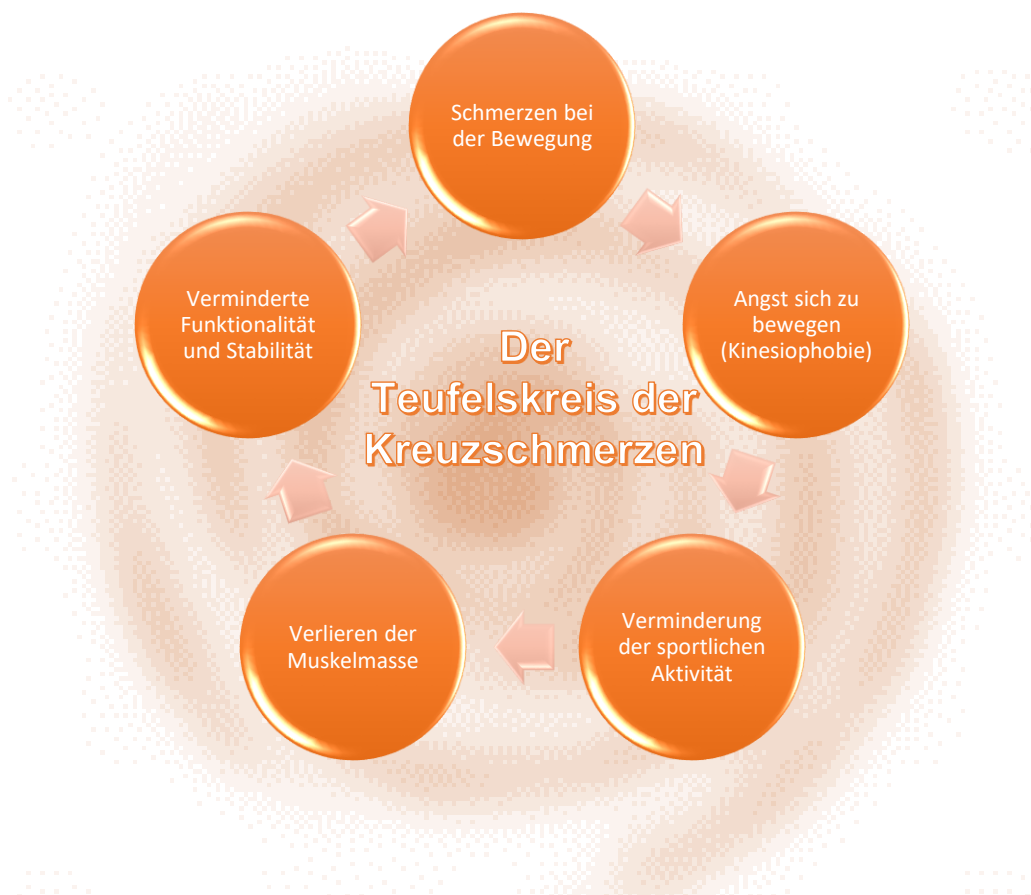 Schmerzen bei
der Bewegung
Angst sich zu
bewegen
(Kinesiophobie)
Verminderung
der sportlichen
Aktivität
Verlieren der
Muskelmasse
Verminderte
Funktionalität
und Stabilität
Der
Teufelskreis der
Kreuzschmerzen